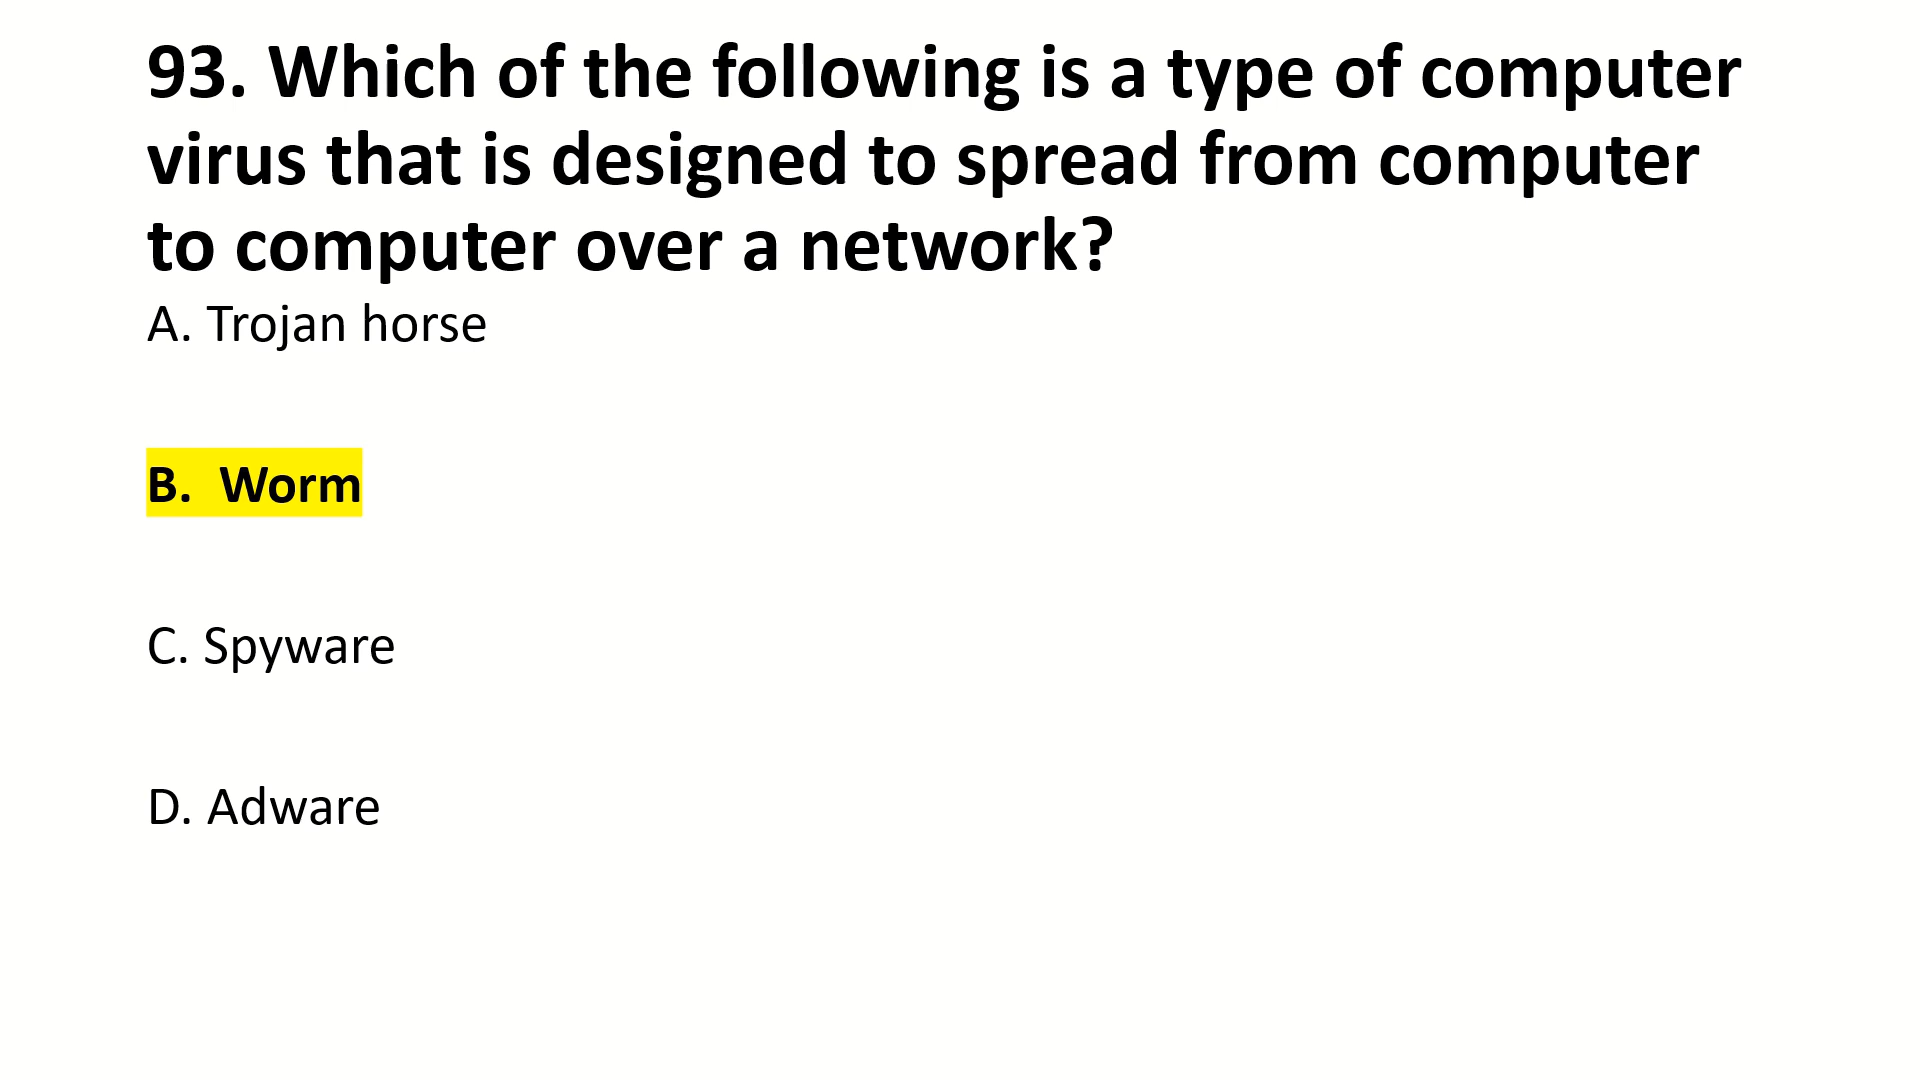 93. Which of the following is a type of computer
virus that is designed to spread from computer
to computer over a network?
A. Trojan horse
B.  Worm
C. Spyware
D. Adware